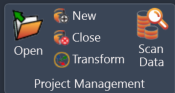 New
Close
Open
Transform
Scan
Data
Project Management